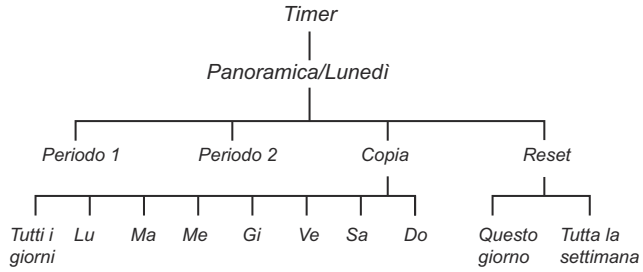 Timer
Panoramica/Lunedì
Periodo 1 Periodo 2 Copia Reset
Tutti i Lu Ma Me Gi Ve Sa Do Questo Tutta la
giorni giorno settimana